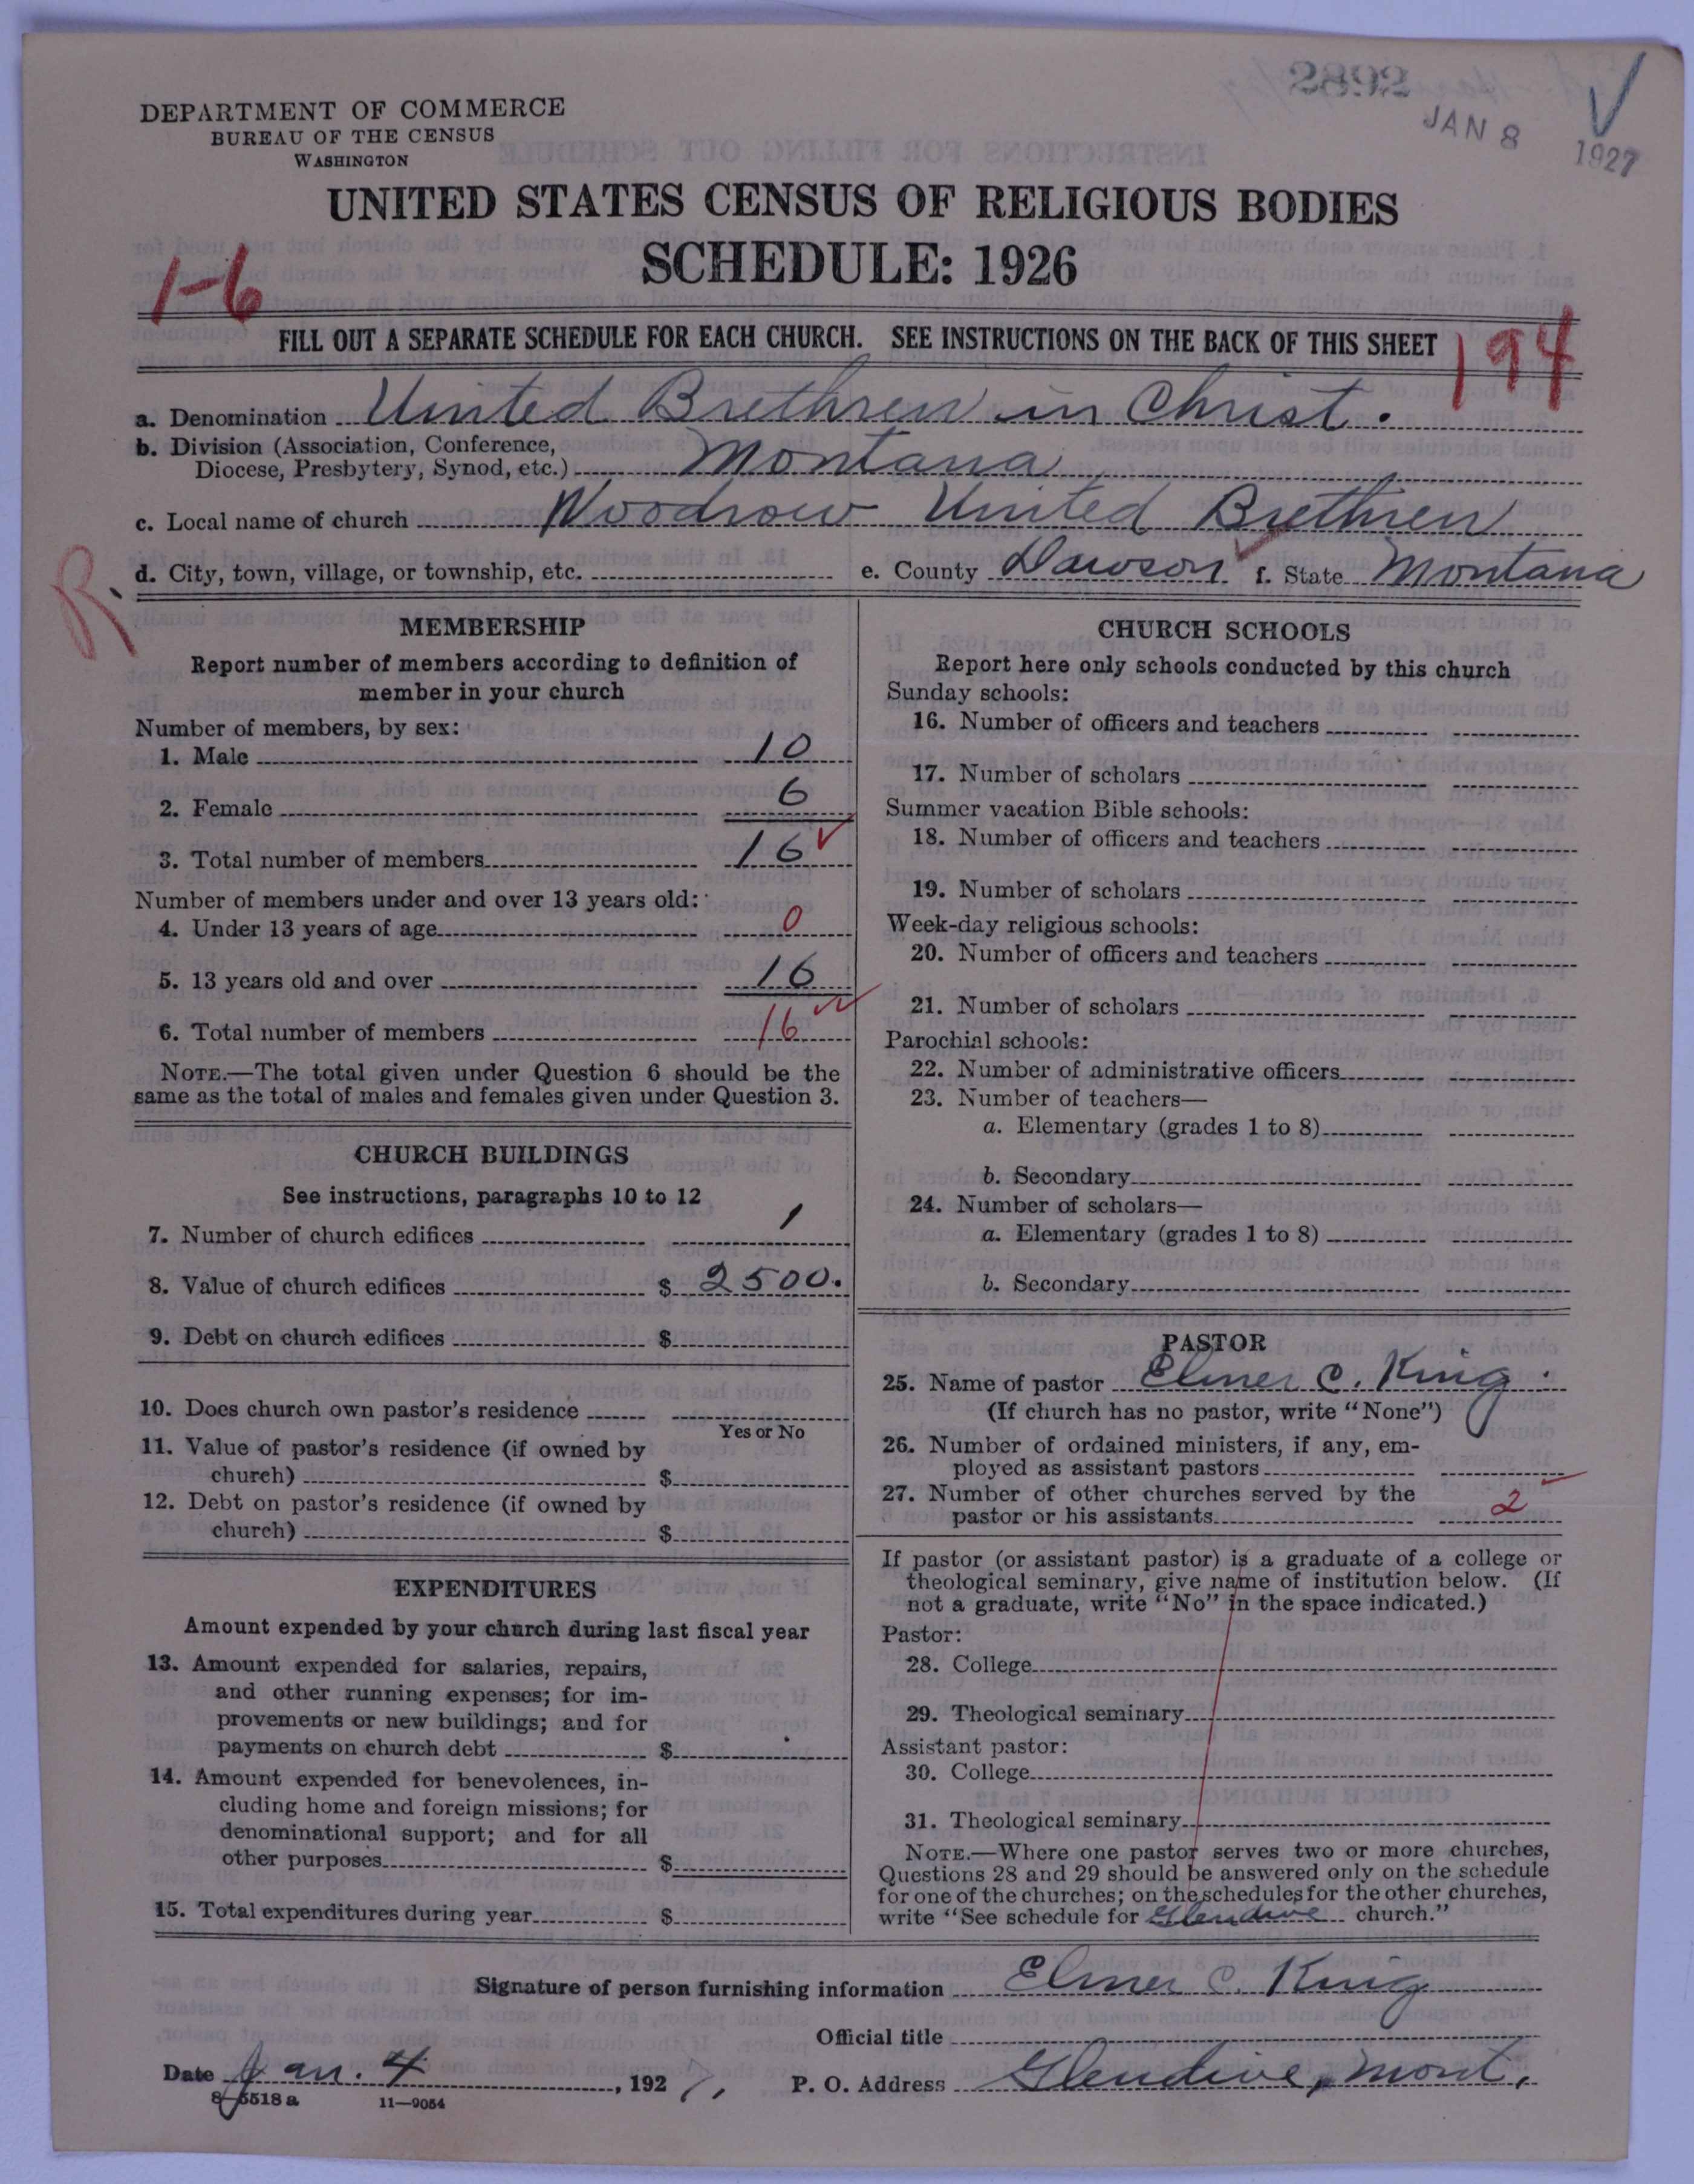 JAN 8 1927
DEPARTMENT OF COMMERCE
BUREAU OF THE CENSUS
WASHINGTON
UNITED STATES CENSUS OF RELIGIOUS BODIES
SCHEDULE: 1926
1-6
FILL OUT A SEPARATE SCHEDULE FOR EACH CHURCH. SEE INSTRUCTIONS ON THE BACK OF THIS SHEET
194
a. Denomination United Brethren in Christ.
b. Division (Association, Conference,
Diocese, Presbytery, Synod, etc.) Montana
c. Local name of church Woodrow United Brethren
R.
d. City, town, village, or township, etc. e. County Dawson f. State Montana
MEMBERSHIP
Report number of members according to definition of
member in your church
Number of members, by sex:
1. Male 10
2. Female 6
3. Total number of members 16
Number of members under and over 13 years old:
4. Under 13 years of age 0
5. 13 years old and over 16
6. Total number of members 16
NOTE.—The total given under Question 6 should be the
same as the total of males and females given under Question 3.
CHURCH BUILDINGS
See instructions, paragraphs 10 to 12
7. Number of church edifices 1
8. Value of church edifices $ 2500.
9. Debt on church edifices $
10. Does church own pastor's residence
Yes or No
11. Value of pastor's residence (if owned by
church) $
12. Debt on pastor's residence (if owned by
church) $
EXPENDITURES
Amount expended by your church during last fiscal year
13. Amount expended for salaries, repairs,
and other running expenses; for im-
provements or new buildings; and for
payments on church debt $
14. Amount expended for benevolences, in-
cluding home and foreign missions; for
denominational support; and for all
other purposes $
15. Total expenditures during year $
CHURCH SCHOOLS
Report here only schools conducted by this church
Sunday schools:
16. Number of officers and teachers
17. Number of scholars
Summer vacation Bible schools:
18. Number of officers and teachers
19. Number of scholars
Week-day religious schools:
20. Number of officers and teachers
21. Number of scholars
Parochial schools:
22. Number of administrative officers
23. Number of teachers—
a. Elementary (grades 1 to 8)
b. Secondary
24. Number of scholars—
a. Elementary (grades 1 to 8)
b. Secondary
PASTOR
25. Name of pastor Elmer C. King.
(If church has no pastor, write "None")
26. Number of ordained ministers, if any, em-
ployed as assistant pastors
27. Number of other churches served by the
pastor or his assistants 2
If pastor (or assistant pastor) is a graduate of a college or
theological seminary, give name of institution below. (If
not a graduate, write "No" in the space indicated.)
Pastor:
28. College
29. Theological seminary
Assistant pastor:
30. College
31. Theological seminary
NOTE.—Where one pastor serves two or more churches,
Questions 28 and 29 should be answered only on the schedule
for one of the churches; on the schedules for the other churches,
write "See schedule for Glendive church."
Signature of person furnishing information Elmer C. King
Official title
Date Jan. 4, 1927. P. O. Address Glendive, Mont.
8-5518 a 11—9054